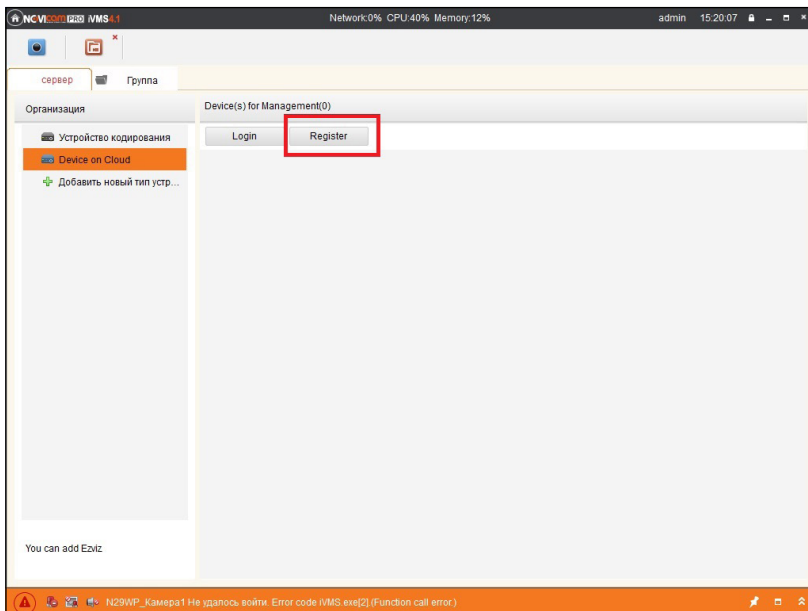 NOVIcam PRO iVMS4.1 Network:0% CPU:40% Memory:12% admin 15:20:07
сервер Группа
Организация Device(s) for Management(0)
Устройство кодирования Login Register
Device on Cloud
Добавить новый тип устр...
You can add Ezviz
N29WP_Камера1 Не удалось войти. Error code iVMS.exe[2] (Function call error.)